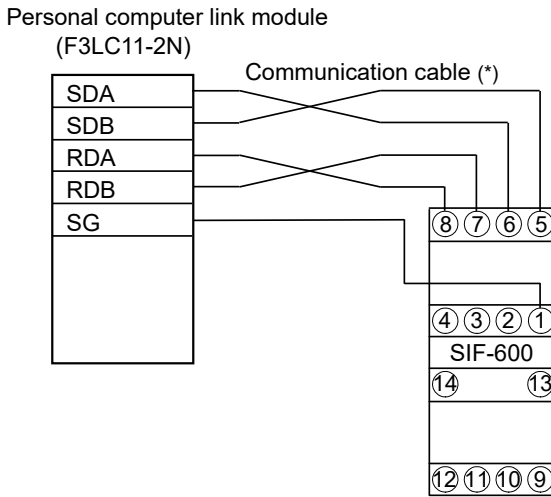 Personal computer link module
(F3LC11-2N)
Communication cable (*)
SDA
SDB
RDA
RDB
SG
8 7 6 5
4 3 2 1
SIF-600
14 13
12 11 10 9